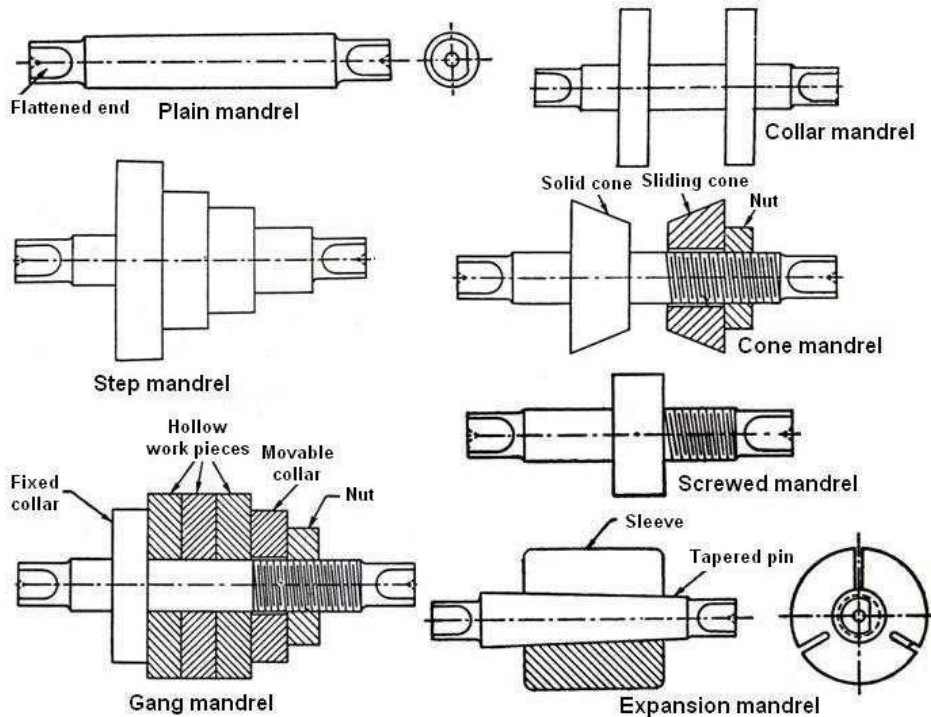 Flattened end
Plain mandrel
Collar mandrel
Solid cone
Sliding cone
Nut
Cone mandrel
Step mandrel
Screwed mandrel
Hollow
work pieces
Movable
collar
Fixed
collar
Nut
Gang mandrel
Sleeve
Tapered pin
Expansion mandrel